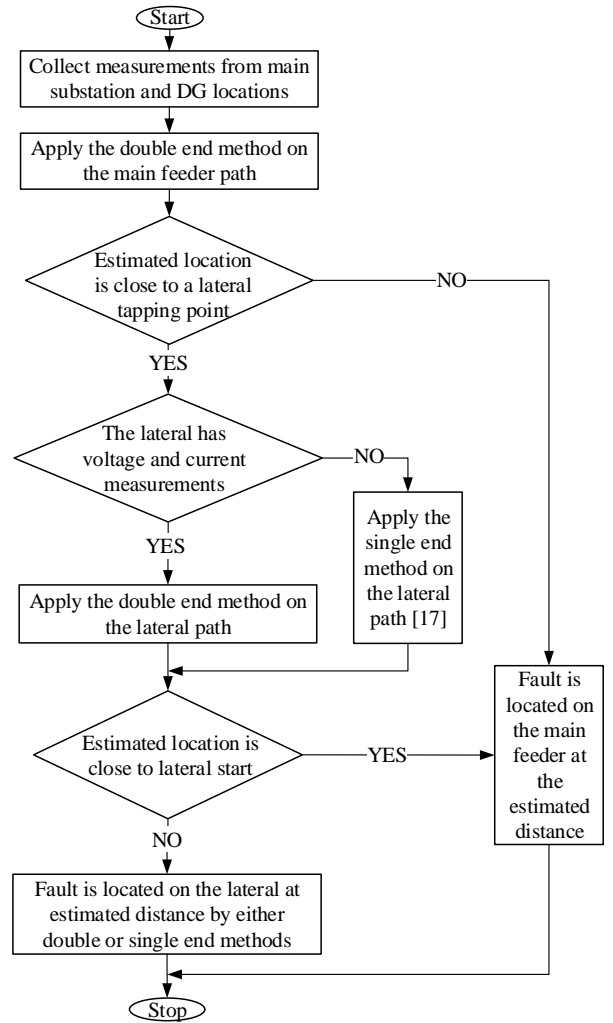 Start
Collect measurements from main
substation and DG locations
Apply the double end method on
the main feeder path
Estimated location
is close to a lateral
tapping point
NO
YES
The lateral has
voltage and current
measurements
NO
YES
Apply the
single end
method on
the lateral
path [17]
Apply the double end method on
the lateral path
Fault is
located on
the main
feeder at
the
estimated
distance
Estimated location is
close to lateral start
YES
NO
Fault is located on the lateral at
estimated distance by either
double or single end methods
Stop